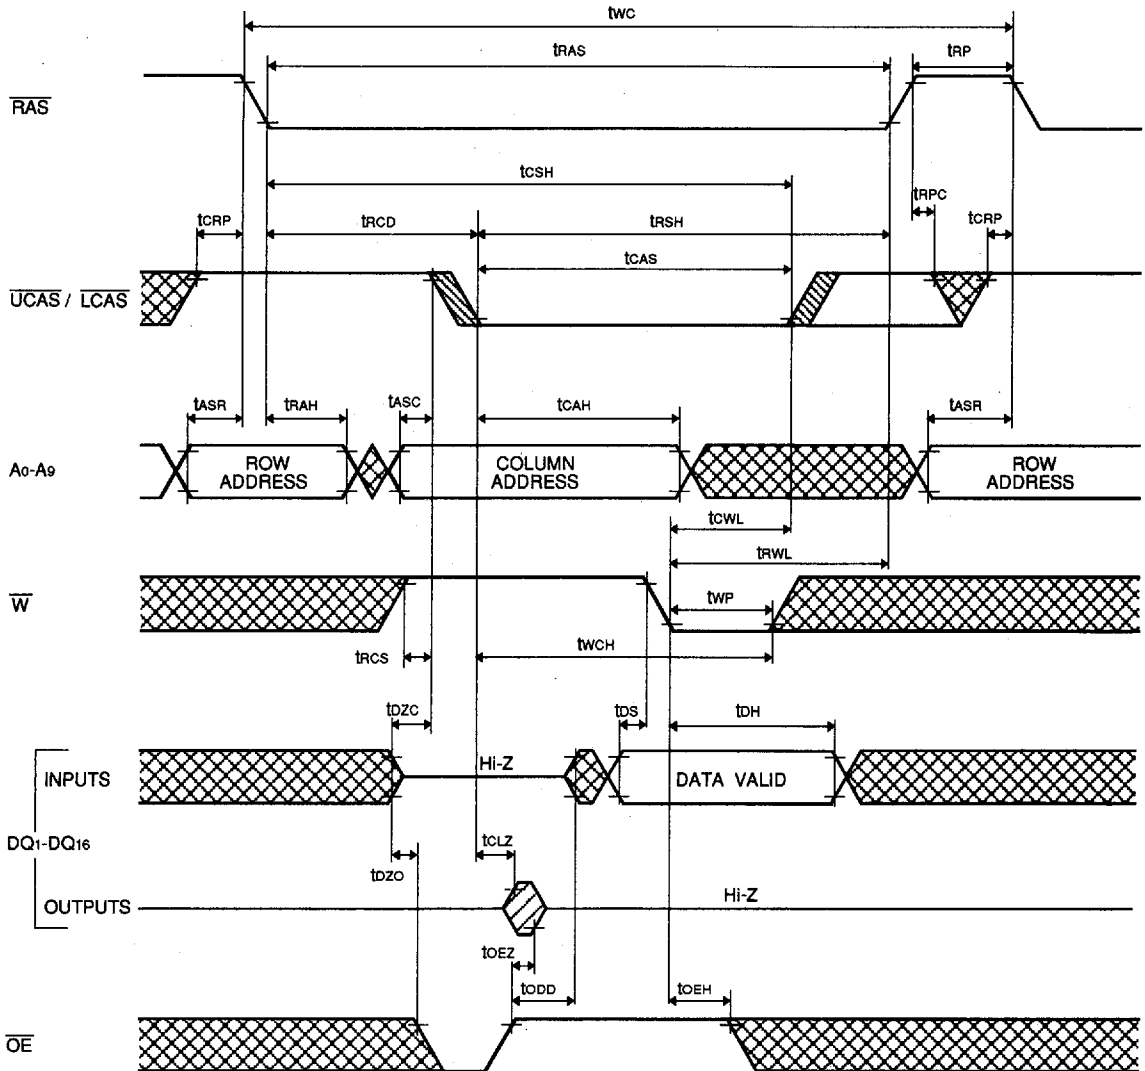 tWC
tRAS
tRP
RAS
tCSH
tRPC
tCRP
tRCD
tRSH
tCRP
tCAS
UCAS / LCAS
tASR
tRAH
tASC
tCAH
tASR
A0-A9
ROW
ADDRESS
COLUMN
ADDRESS
ROW
ADDRESS
tCWL
tRWL
W
tWP
tRCS
tWCH
tDZC
tDS
tDH
INPUTS
Hi-Z
DATA VALID
DQ1-DQ16
tCLZ
tDZO
OUTPUTS
Hi-Z
tOEZ
tODD
tOEH
OE